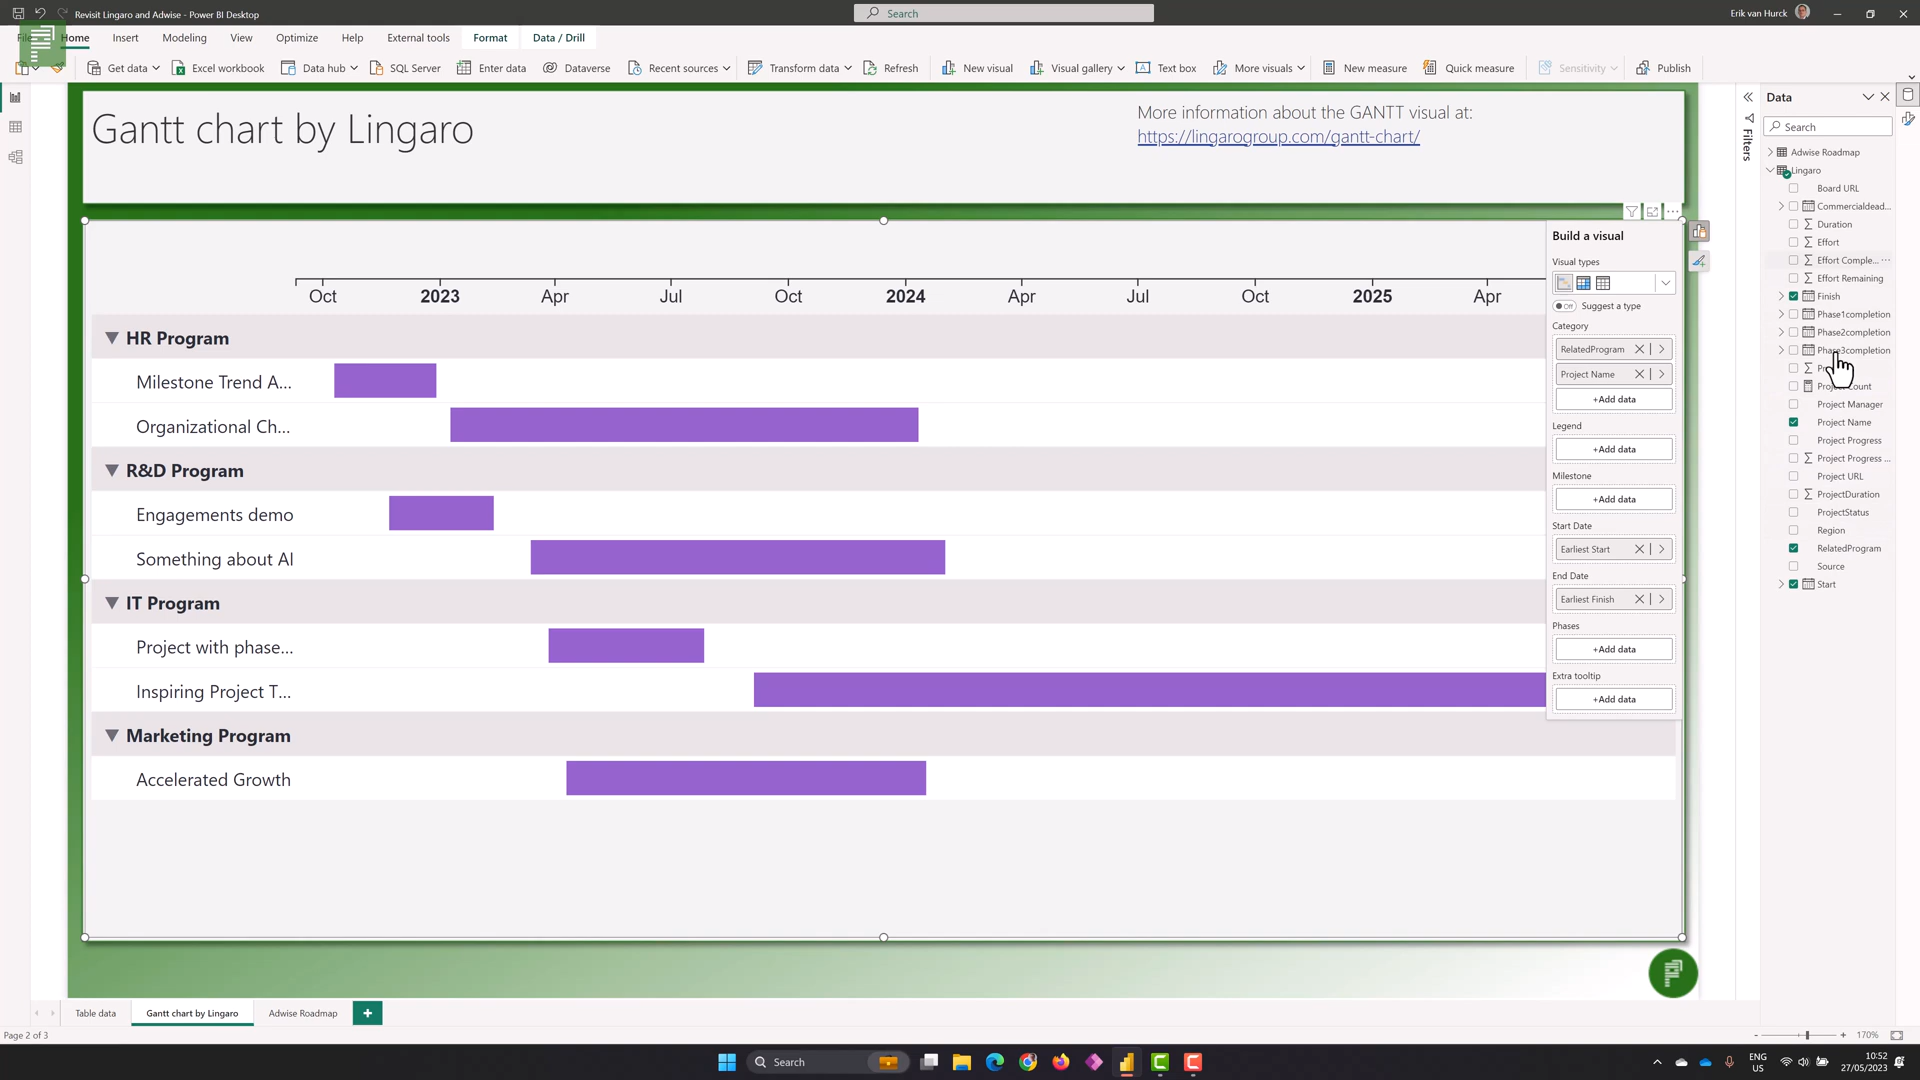 Revisit Lingaro and Adwise - Power BI Desktop
Search
Erik van Hurck
Home Insert Modeling View Optimize Help External tools Format Data / Drill
Get data Excel workbook Data hub SQL Server Enter data Dataverse Recent sources Transform data Refresh New visual Visual gallery Text box More visuals New measure Quick measure Sensitivity Publish
Gantt chart by Lingaro
More information about the GANTT visual at:
https://lingarogroup.com/gantt-chart/
Oct 2023 Apr Jul Oct 2024 Apr Jul Oct 2025 Apr
HR Program
Milestone Trend A...
Organizational Ch...
R&D Program
Engagements demo
Something about AI
IT Program
Project with phase...
Inspiring Project T...
Marketing Program
Accelerated Growth
Build a visual
Visual types
Off Suggest a type
Category
RelatedProgram
Project Name
+Add data
Legend
+Add data
Milestone
+Add data
Start Date
Earliest Start
End Date
Earliest Finish
Phases
+Add data
Extra tooltip
+Add data
Filters
Data
Search
Adwise Roadmap
Lingaro
Board URL
Commercialdead...
Duration
Effort
Effort Comple...
Effort Remaining
Finish
Phase1completion
Phase2completion
Phase3completion
Project Count
Project Manager
Project Name
Project Progress
Project Progress ...
Project URL
ProjectDuration
ProjectStatus
Region
RelatedProgram
Source
Start
Table data Gantt chart by Lingaro Adwise Roadmap
Page 2 of 3
170%
Search
ENG
US
10:52
27/05/2023